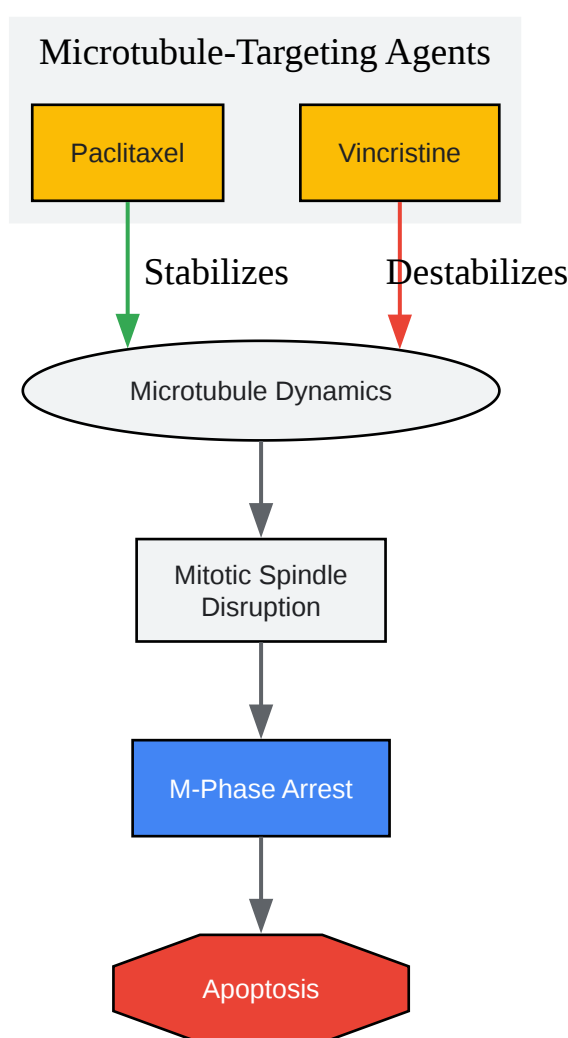 Microtubule-Targeting Agents
Paclitaxel
Vincristine
Stabilizes
Destabilizes
Microtubule Dynamics
Mitotic Spindle
Disruption
M-Phase Arrest
Apoptosis